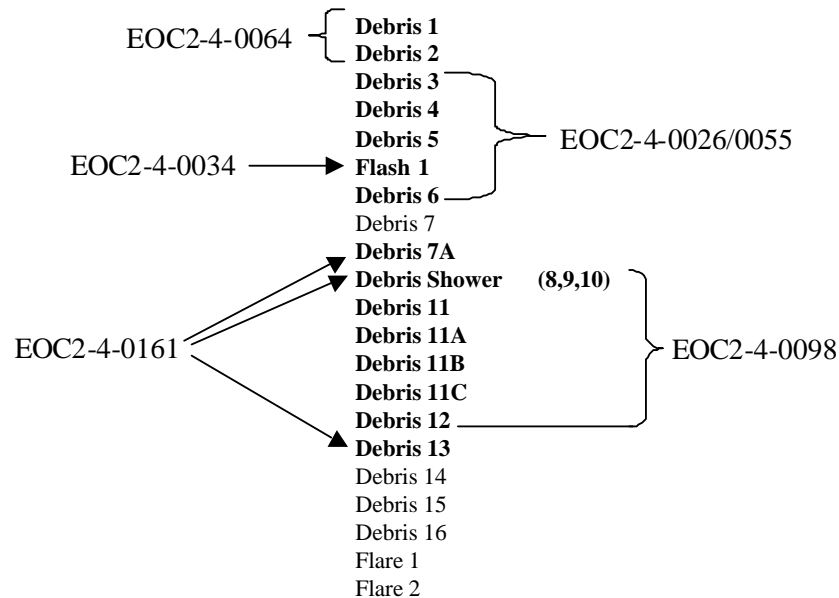 EOC2-4-0064
Debris 1
Debris 2
Debris 3
Debris 4
Debris 5
EOC2-4-0026/0055
EOC2-4-0034
Flash 1
Debris 6
Debris 7
Debris 7A
Debris Shower (8,9,10)
Debris 11
Debris 11A
EOC2-4-0161
EOC2-4-0098
Debris 11B
Debris 11C
Debris 12
Debris 13
Debris 14
Debris 15
Debris 16
Flare 1
Flare 2